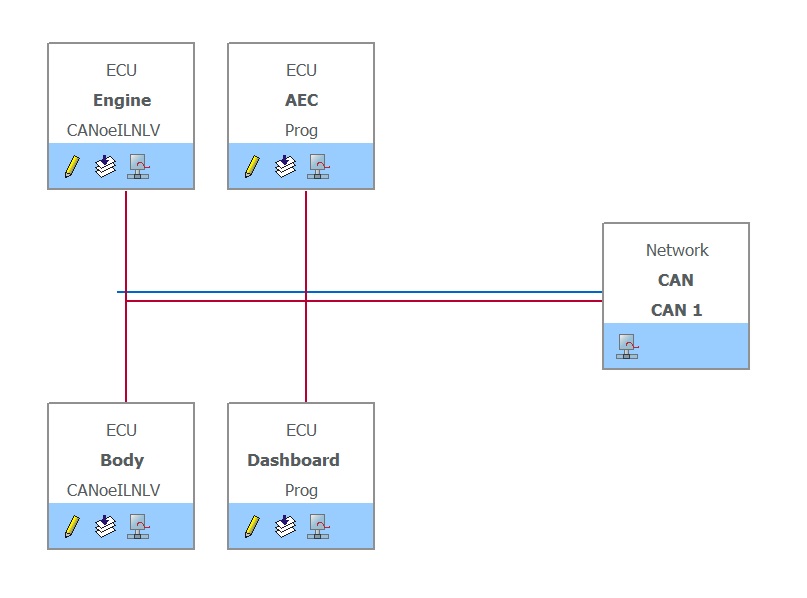 ECU
Engine
CANoeILNLV
ECU
AEC
Prog
Network
CAN
CAN 1
ECU
Body
CANoeILNLV
ECU
Dashboard
Prog